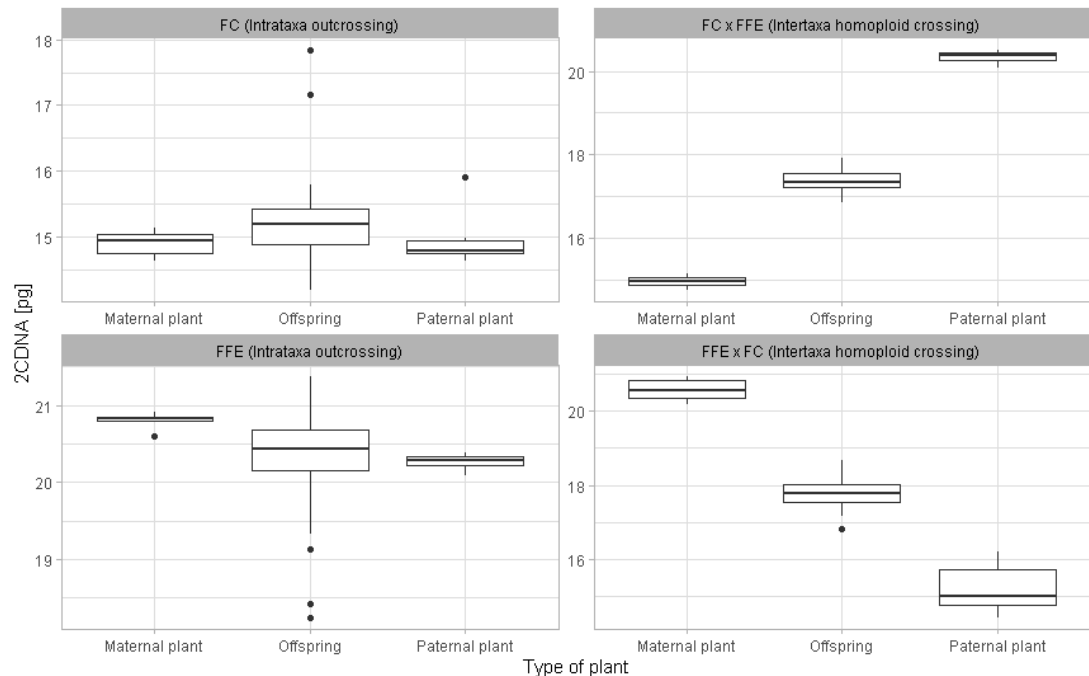 FC (Intrataxa outcrossing)
18
17
16
15
Maternal plant Offspring Paternal plant
FC x FFE (Intertaxa homoploid crossing)
20
18
16
Maternal plant Offspring Paternal plant
2CDNA [pg]
FFE (Intrataxa outcrossing)
21
20
19
Maternal plant Offspring Paternal plant
FFE x FC (Intertaxa homoploid crossing)
20
18
16
Maternal plant Offspring Paternal plant
Type of plant